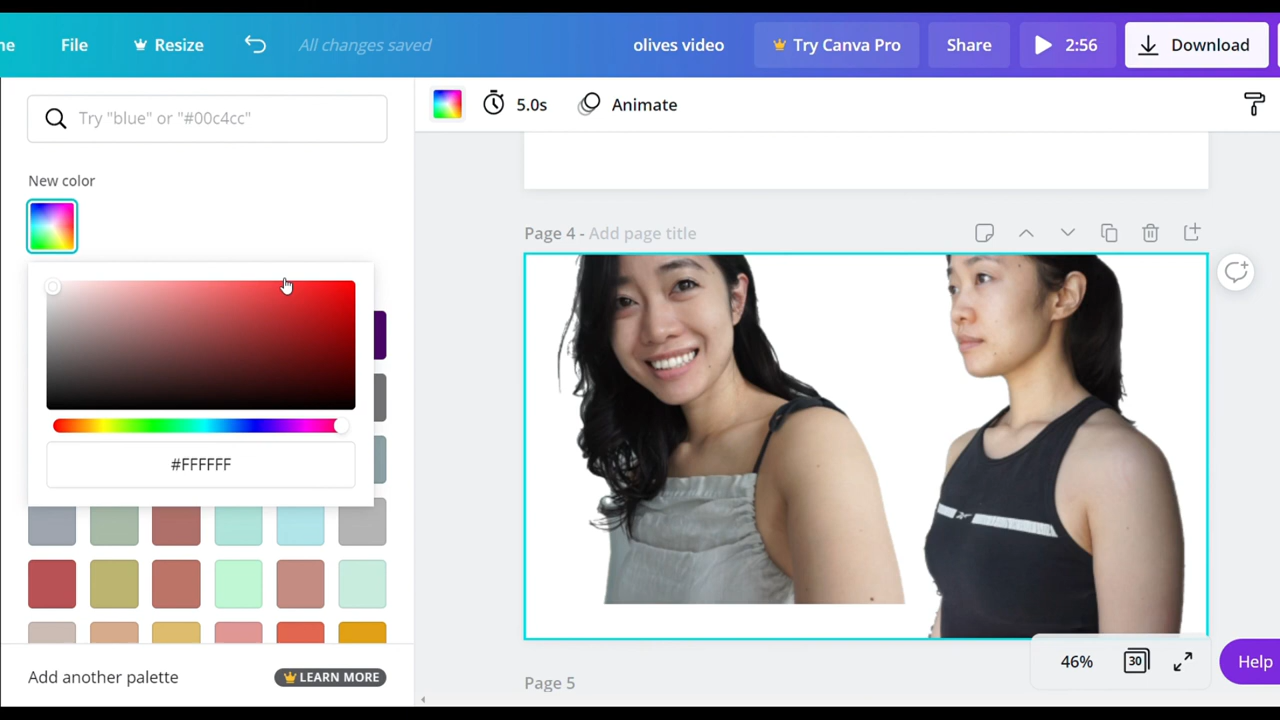 ne File Resize All changes saved olives video Try Canva Pro Share 2:56 Download
Try "blue" or "#00c4cc"
5.0s Animate
New color
Page 4 - Add page title
#FFFFFF
46% 30 Help
Add another palette LEARN MORE
Page 5